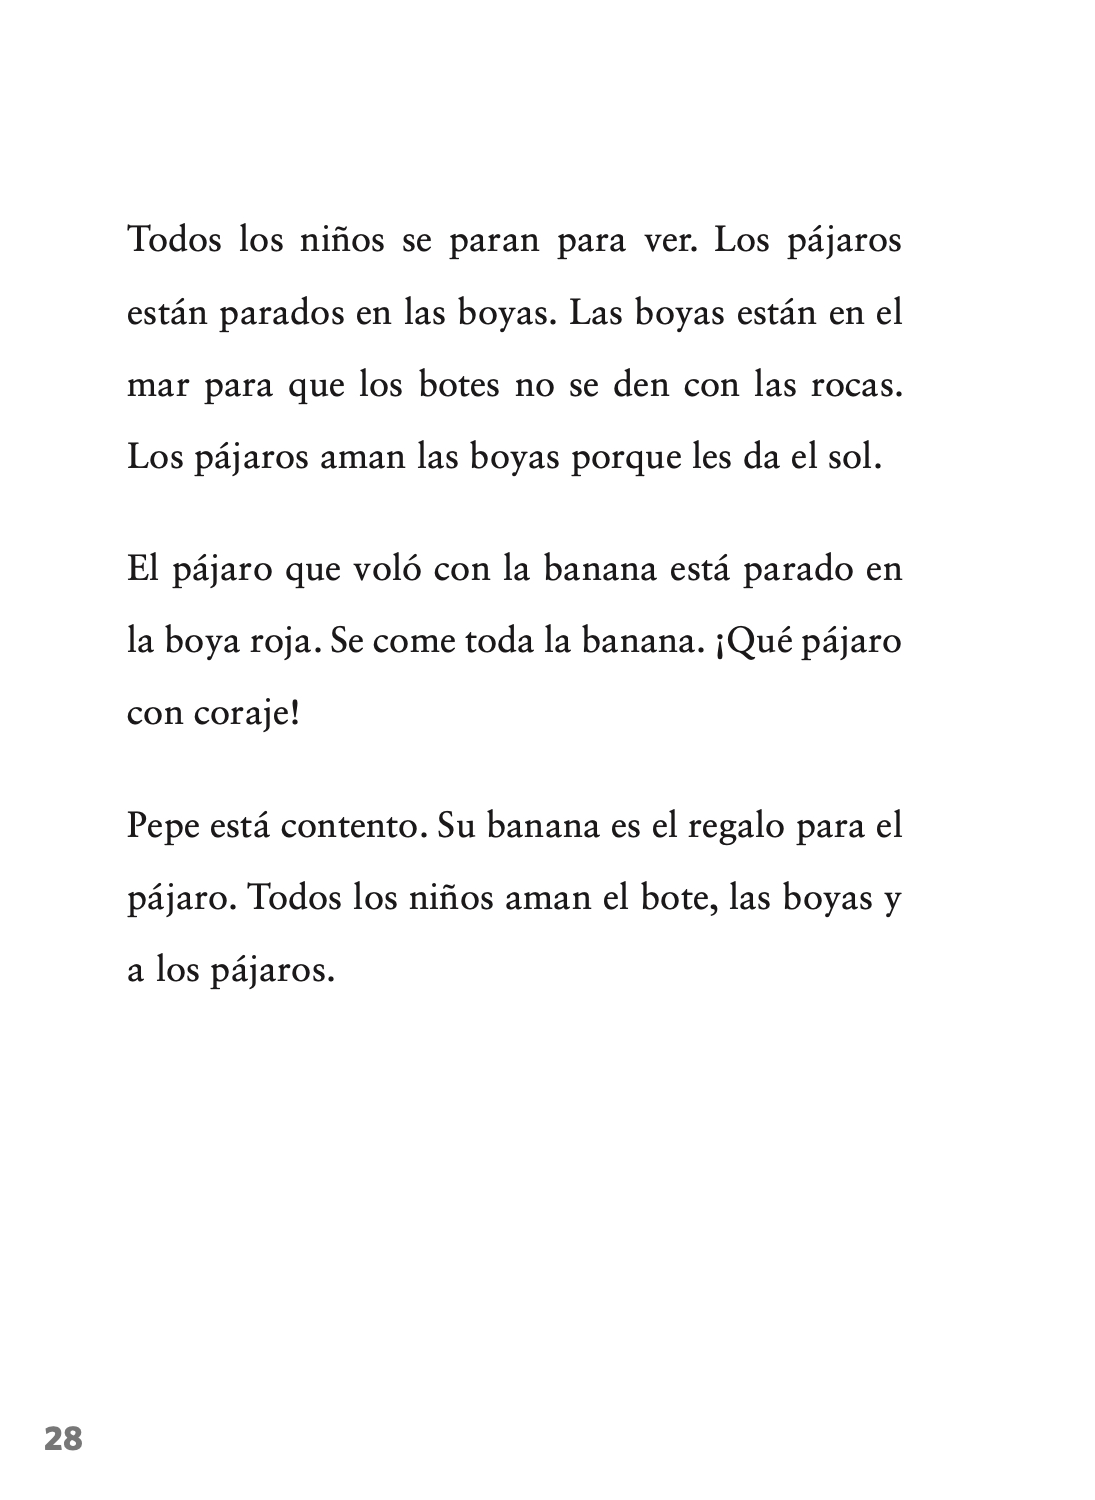 Todos los niños se paran para ver. Los pájaros
están parados en las boyas. Las boyas están en el
mar para que los botes no se den con las rocas.
Los pájaros aman las boyas porque les da el sol.
El pájaro que voló con la banana está parado en
la boya roja. Se come toda la banana. ¡Qué pájaro
con coraje!
Pepe está contento. Su banana es el regalo para el
pájaro. Todos los niños aman el bote, las boyas y
a los pájaros.
28